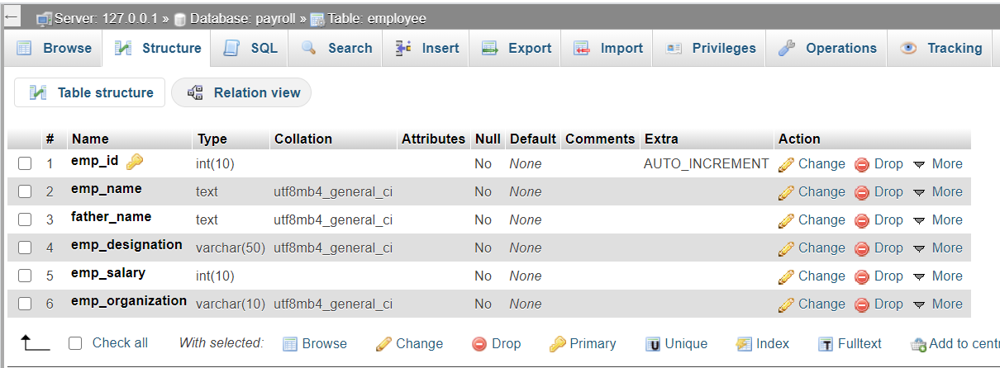 Server: 127.0.0.1 » Database: payroll » Table: employee
Browse Structure SQL Search Insert Export Import Privileges Operations Tracking
Table structure Relation view
# Name Type Collation Attributes Null Default Comments Extra Action
1 emp_id int(10) No None AUTO_INCREMENT Change Drop More
2 emp_name text utf8mb4_general_ci No None Change Drop More
3 father_name text utf8mb4_general_ci No None Change Drop More
4 emp_designation varchar(50) utf8mb4_general_ci No None Change Drop More
5 emp_salary int(10) No None Change Drop More
6 emp_organization varchar(10) utf8mb4_general_ci No None Change Drop More
Check all With selected: Browse Change Drop Primary Unique Index Fulltext Add to cent